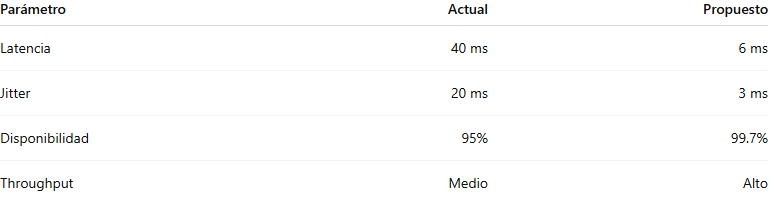 Parámetro Actual Propuesto
Latencia 40 ms 6 ms
Jitter 20 ms 3 ms
Disponibilidad 95% 99.7%
Throughput Medio Alto